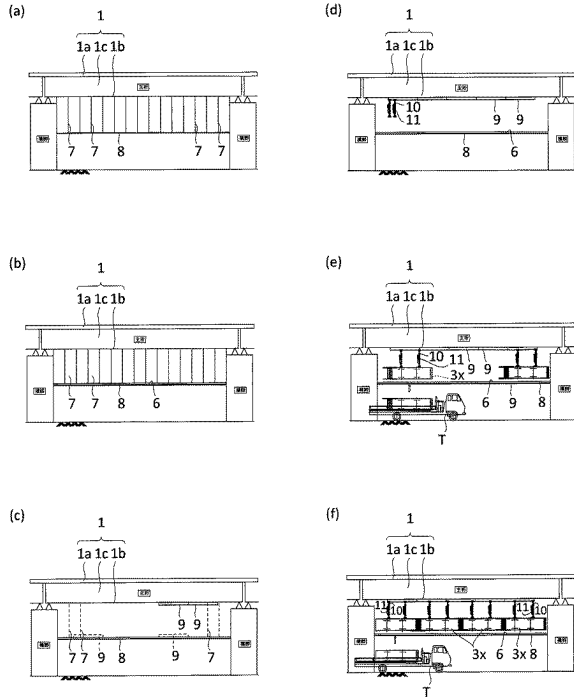 (a)
1
1a 1c 1b
7 7 8 7 7
(b)
1
1a 1c 1b
7 7 8 6
(c)
1
1a 1c 1b
9 9
7 7 9 8 9 7
(d)
1
1a 1c 1b
10
11
9 9
8 6
(e)
1
1a 1c 1b
10
11
9 9
3x
6 9 8
T
(f)
1
1a 1c 1b
11 10 11 10
3x 6 3x 8
T